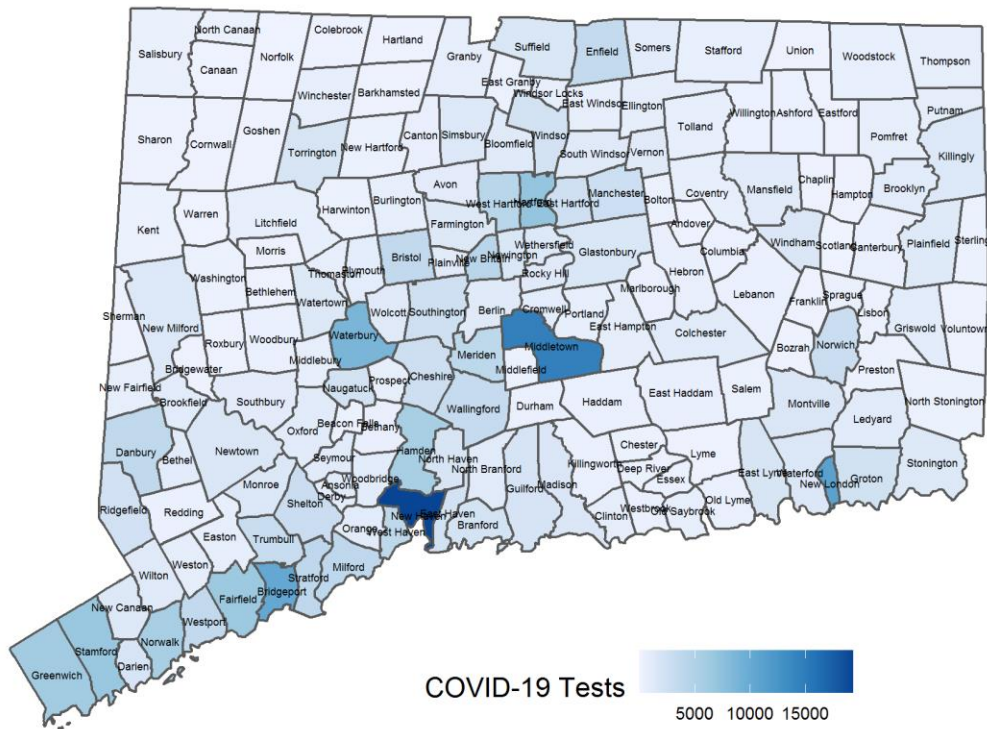 Colebrook
North Canaan
Hartland
Suffield
Enfield
Somers
Stafford
Union
Woodstock
Thompson
Salisbury
Canaan
Norfolk
Granby
East Granby
Windsor Locks
Winchester
Barkhamsted
East Windsor
Ellington
Willington
Ashford
Eastford
Putnam
Sharon
Cornwall
Goshen
Torrington
New Hartford
Canton
Simsbury
Bloomfield
Windsor
South Windsor
Vernon
Tolland
Pomfret
Killingly
Avon
West Hartford
Hartford
East Hartford
Manchester
Bolton
Coventry
Mansfield
Chaplin
Hampton
Brooklyn
Kent
Warren
Litchfield
Harwinton
Burlington
Farmington
Andover
Windham
Scotland
Canterbury
Plainfield
Sterling
Morris
Bristol
Plainville
New Britain
Newington
Wethersfield
Glastonbury
Columbia
Washington
Bethlehem
Thomaston
Plymouth
Rocky Hill
Hebron
Marlborough
Lebanon
Franklin
Sprague
Lisbon
Sherman
New Milford
Watertown
Wolcott
Southington
Berlin
Cromwell
Portland
East Hampton
Colchester
Griswold
Voluntown
Roxbury
Woodbury
Waterbury
Middlebury
Meriden
Middletown
Middlefield
Bozrah
Norwich
Preston
Bridgewater
New Fairfield
Brookfield
Southbury
Naugatuck
Prospect
Cheshire
Wallingford
Durham
Haddam
East Haddam
Salem
Montville
North Stonington
Oxford
Beacon Falls
Bethany
Ledyard
Danbury
Bethel
Newtown
Seymour
Hamden
North Haven
North Branford
Killingworth
Chester
Deep River
Essex
Lyme
East Lyme
Waterford
New London
Groton
Stonington
Monroe
Ansonia
Derby
Woodbridge
Guilford
Madison
Ridgefield
Redding
Shelton
New Haven
East Haven
Branford
Clinton
Westbrook
Old Saybrook
Old Lyme
Easton
Trumbull
Orange
West Haven
Wilton
Weston
Stratford
Milford
New Canaan
Fairfield
Bridgeport
Westport
Norwalk
Greenwich
Stamford
Darien
COVID-19 Tests
5000 10000 15000